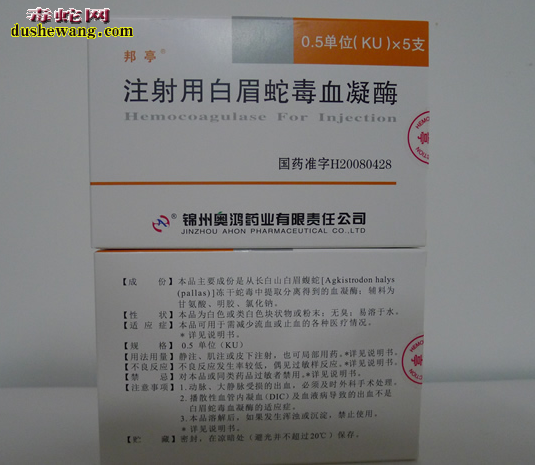 毒蛇网
dushewang.com
邦亭®
0.5单位(KU)×5支
注射用白眉蛇毒血凝酶
Hemocoagulase For Injection
国药准字H20080428
锦州奥鸿药业有限责任公司
JINZHOU AHON PHARMACEUTICAL CO.,LTD
【成 份】本品主要成份是从长白山白眉蝮蛇[Agkistrodon halys
(pallas)]冻干蛇毒中提取分离得到的血凝酶;辅料为
甘氨酸、明胶、氯化钠。
【性 状】本品为白色或类白色块状物或粉末;无臭;易溶于水。
【适 应 症】本品可用于需减少流血或止血的各种医疗情况。
*详见说明书。
【规 格】0.5 单位(KU)
【用法用量】静注、肌注或皮下注射,也可局部用药。*详见说明书。
【不良反应】不良反应发生率较低,偶见过敏样反应。*详见说明书。
【禁 忌】对本品或同类药品过敏者禁用。*详见说明书。
【注意事项】1.动脉、大静脉受损的出血,必须及时外科手术处理。
2.播散性血管内凝血(DIC)及血液病导致的出血不是
白眉蛇毒血凝酶的适应症。
3.本品溶解后,如果发生浑浊或沉淀,禁止使用。
*详见说明书。
【贮 藏】密封,在凉暗处(避光并不超过20℃)保存。